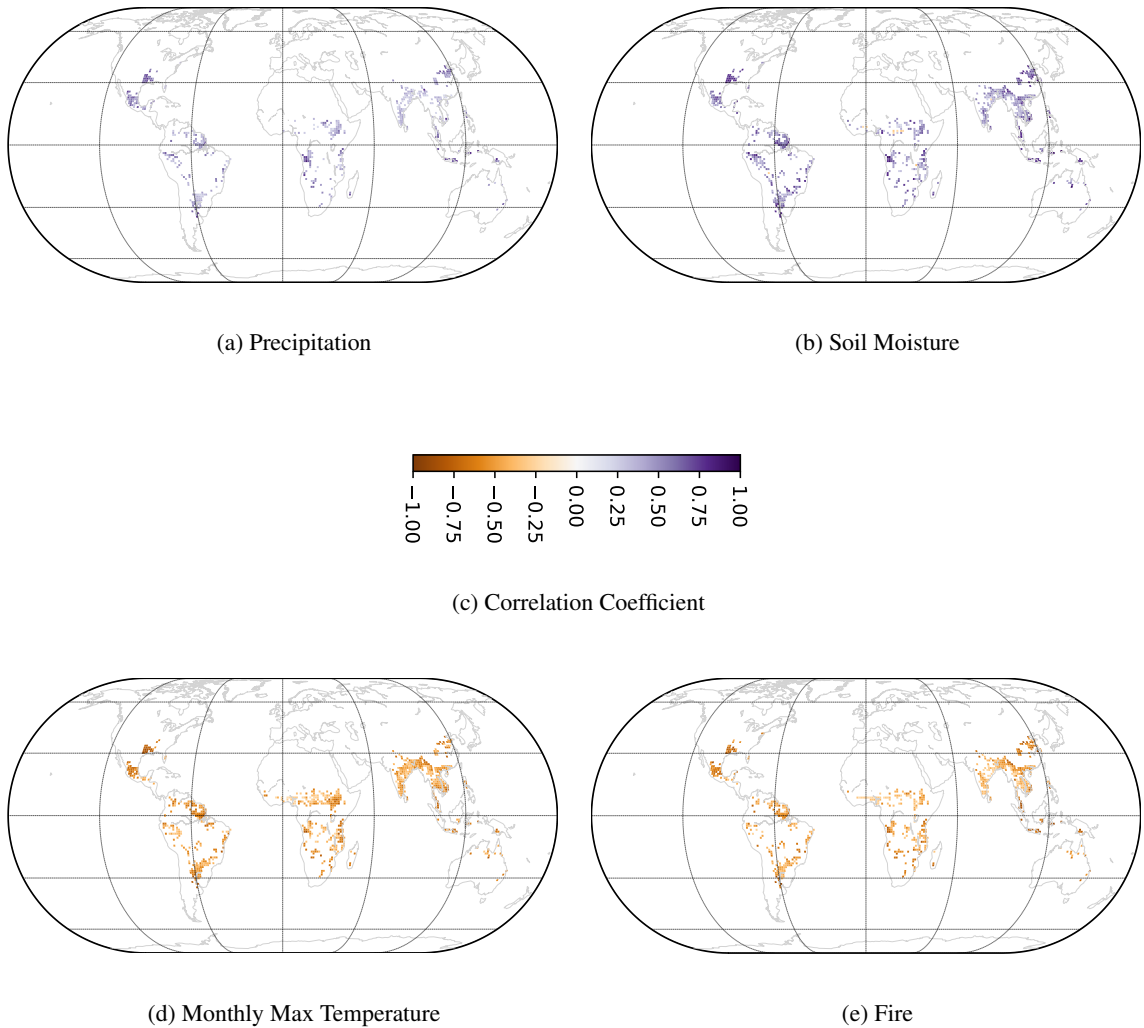 (a) Precipitation
(b) Soil Moisture
−1.00
−0.75
−0.50
−0.25
0.00
0.25
0.50
0.75
1.00
(c) Correlation Coefficient
(d) Monthly Max Temperature
(e) Fire